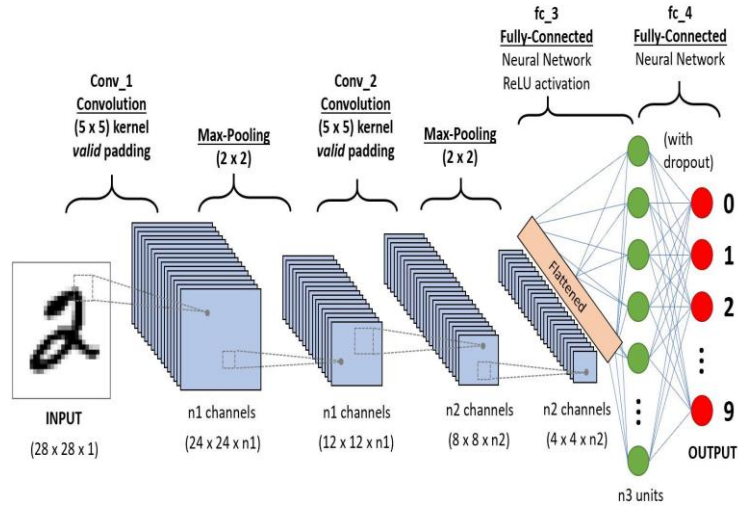 Conv_1
Convolution
(5 x 5) kernel
valid padding
Max-Pooling
(2 x 2)
Conv_2
Convolution
(5 x 5) kernel
valid padding
Max-Pooling
(2 x 2)
fc_3
Fully-Connected
Neural Network
ReLU activation
fc_4
Fully-Connected
Neural Network
(with
dropout)
2
INPUT
(28 x 28 x 1)
n1 channels
(24 x 24 x n1)
n1 channels
(12 x 12 x n1)
n2 channels
(8 x 8 x n2)
n2 channels
(4 x 4 x n2)
Flattened
n3 units
0
1
2
⋮
9
OUTPUT